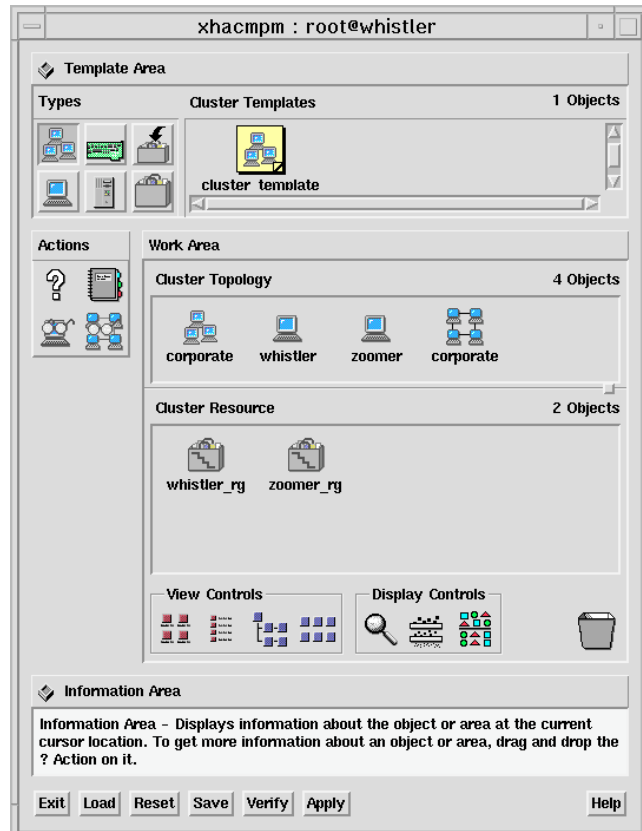 xhacmpm : root@whistler
Template Area
Types
Cluster Templates
1 Objects
cluster_template
Actions
Work Area
Cluster Topology
4 Objects
corporate
whistler
zoomer
corporate
Cluster Resource
2 Objects
whistler_rg
zoomer_rg
View Controls
Display Controls
Information Area
Information Area – Displays information about the object or area at the current
cursor location. To get more information about an object or area, drag and drop the
? Action on it.
Exit
Load
Reset
Save
Verify
Apply
Help